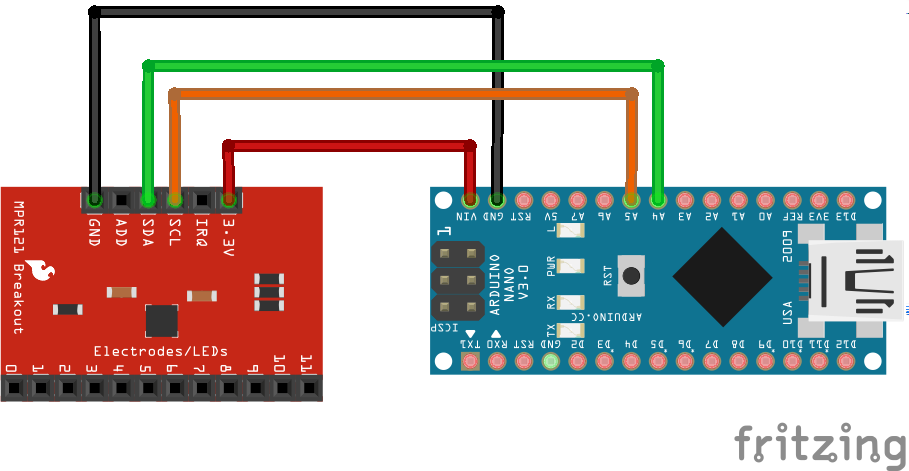 GND
ADD
SDA
SCL
IRQ
3.3V
MPR121 Breakout
Electrodes/LEDs
0 1 2 3 4 5 6 7 8 9 10 11
VIN GND RST 5V A7 A6 A5 A4 A3 A2 A1 A0 REF 3V3 D13
L
PWR
RX
TX
RST
ARDUINO
NANO
V3.0
ICSP
ARDUINO.CC
2009
USA
TX1 RX0 RST GND D2 D3 D4 D5 D6 D7 D8 D9 D10 D11 D12
fritzing